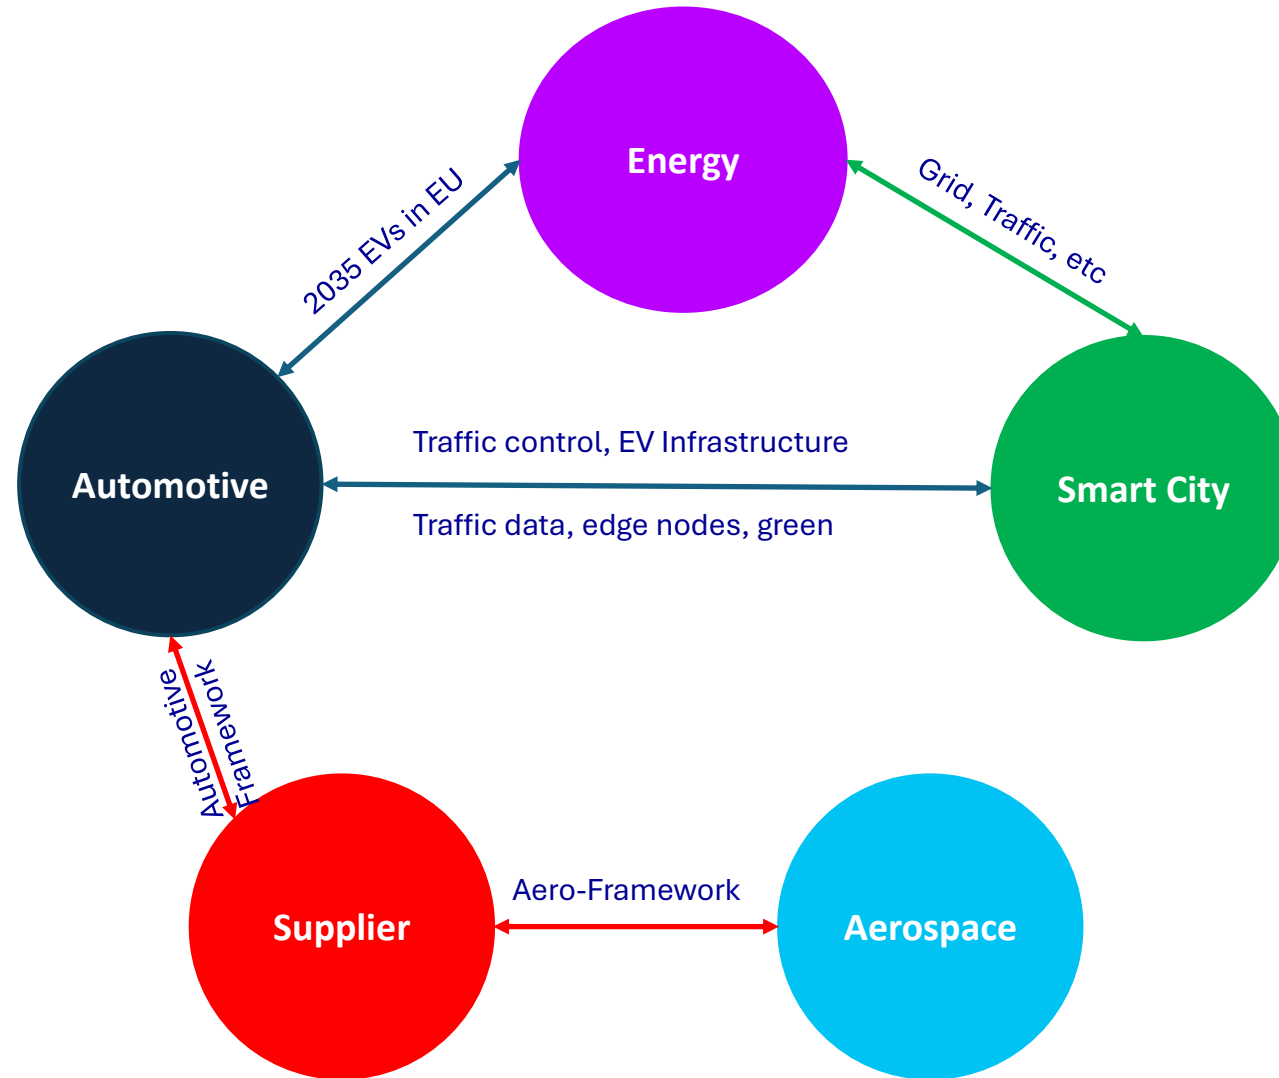 Energy
2035 EVs in EU
Grid, Traffic, etc
Automotive
Traffic control, EV Infrastructure
Traffic data, edge nodes, green
Smart City
Automotive
Framework
Supplier
Aero-Framework
Aerospace